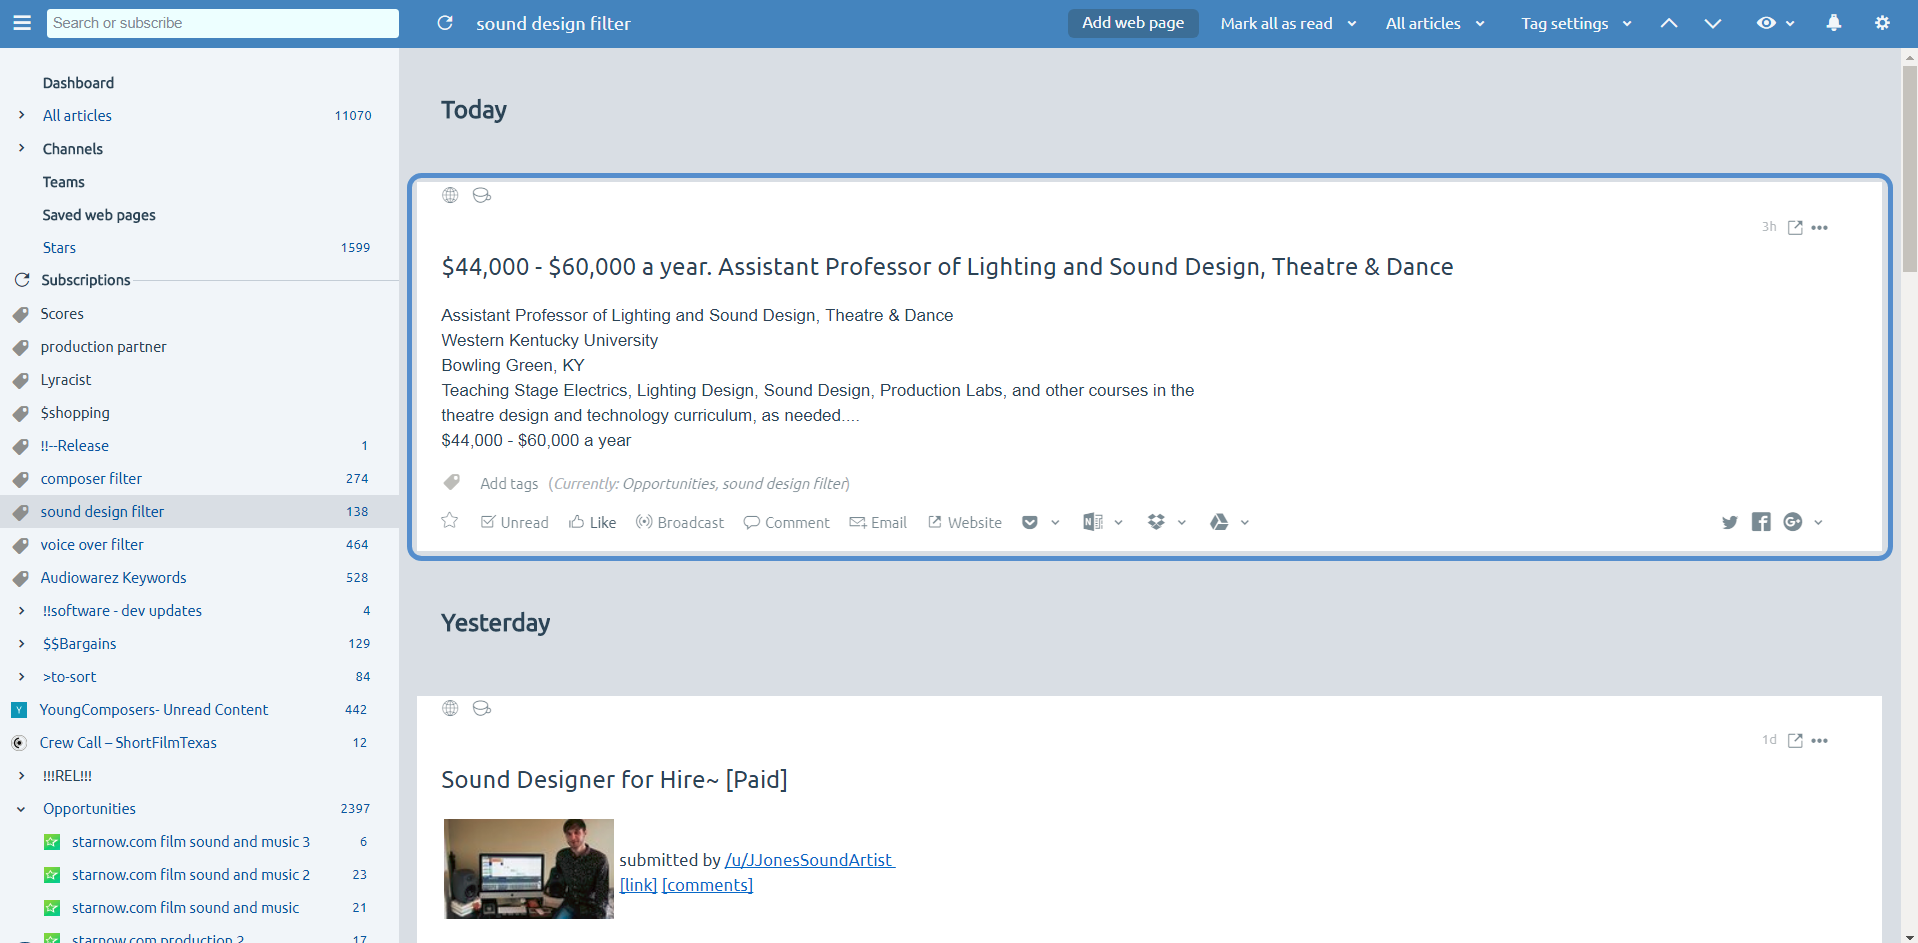 Search or subscribe
sound design filter
Add web page
Mark all as read
All articles
Tag settings
Dashboard
All articles 11070
Channels
Teams
Saved web pages
Stars 1599
Subscriptions
Scores
production partner
Lyracist
$shopping
!!--Release 1
composer filter 274
sound design filter 138
voice over filter 464
Audiowarez Keywords 528
!!software - dev updates 4
$$Bargains 129
>to-sort 84
Y YoungComposers- Unread Content 442
Crew Call – ShortFilmTexas 12
!!!REL!!!
Opportunities 2397
starnow.com film sound and music 3 6
starnow.com film sound and music 2 23
starnow.com film sound and music 21
starnow.com production 2 17
Today
3h
$44,000 - $60,000 a year. Assistant Professor of Lighting and Sound Design, Theatre & Dance
Assistant Professor of Lighting and Sound Design, Theatre & Dance
Western Kentucky University
Bowling Green, KY
Teaching Stage Electrics, Lighting Design, Sound Design, Production Labs, and other courses in the
theatre design and technology curriculum, as needed....
$44,000 - $60,000 a year
Add tags (Currently: Opportunities, sound design filter)
Unread Like Broadcast Comment Email Website
Yesterday
1d
Sound Designer for Hire~ [Paid]
submitted by /u/JJonesSoundArtist
[link] [comments]